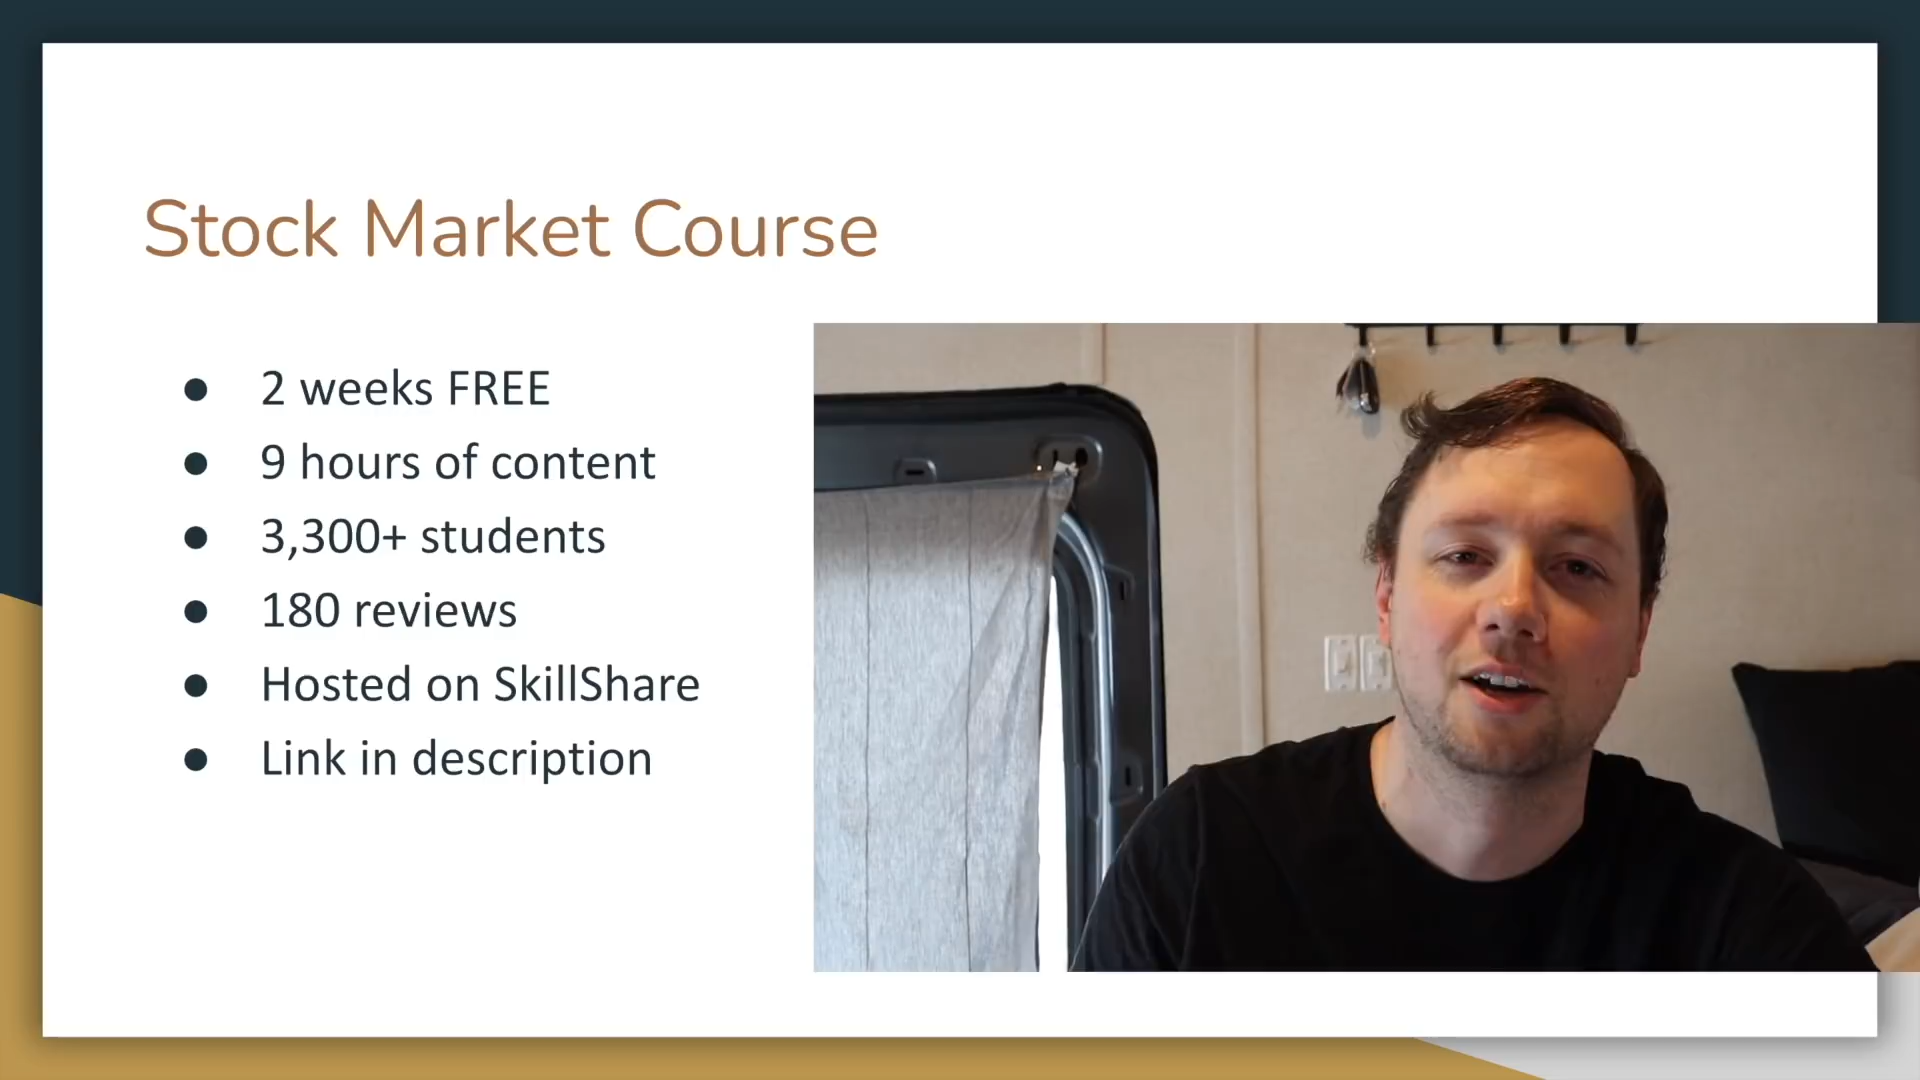 Stock Market Course
● 2 weeks FREE
● 9 hours of content
● 3,300+ students
● 180 reviews
● Hosted on SkillShare
● Link in description